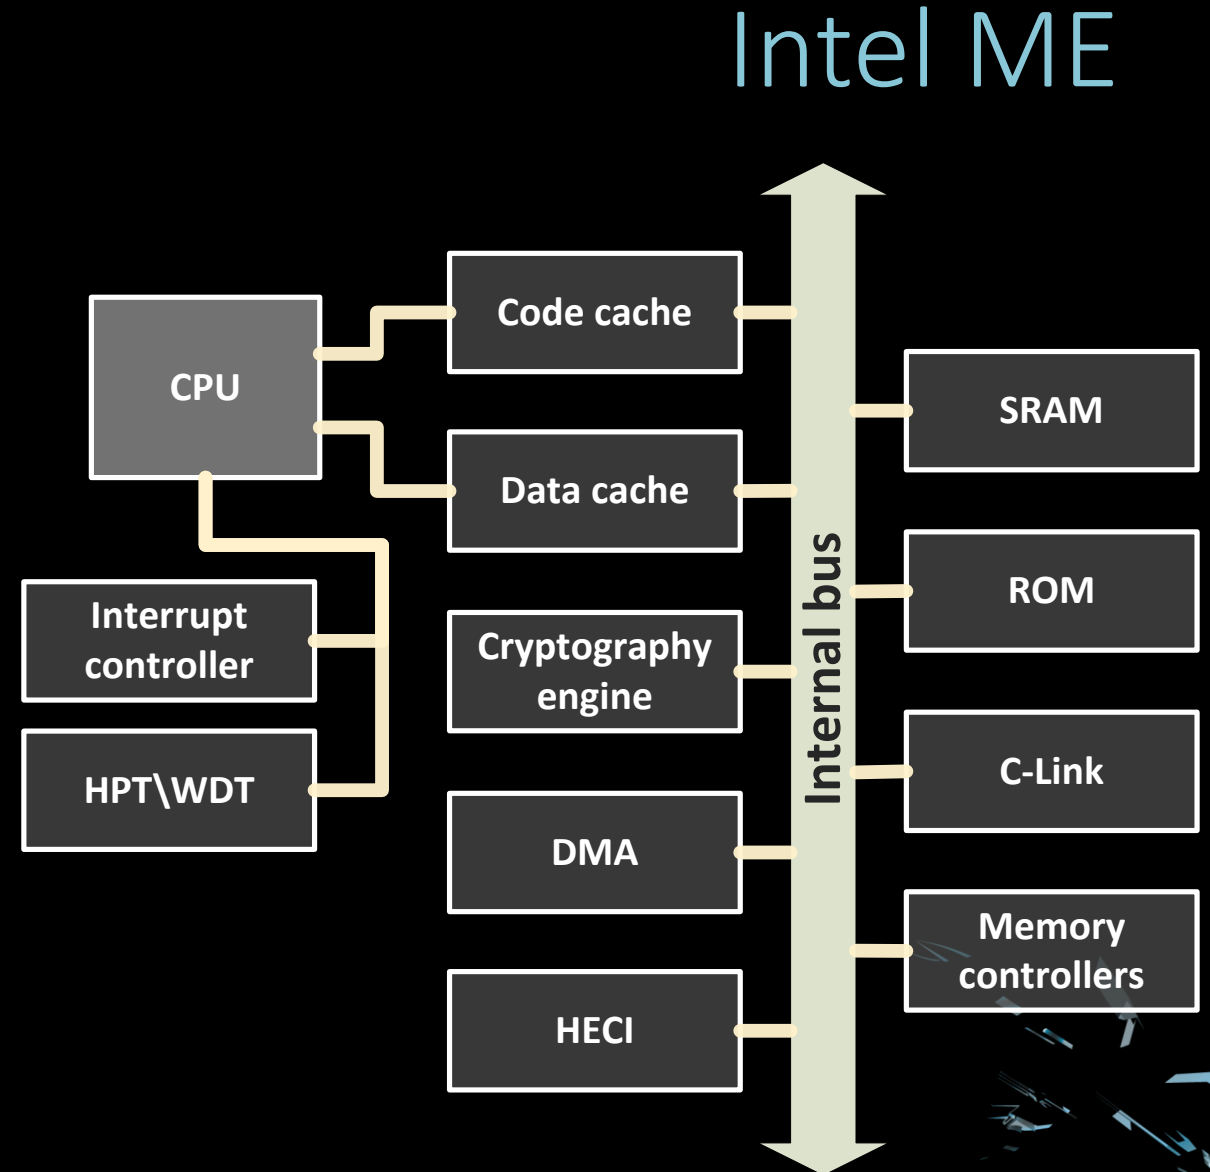 Intel ME
CPU
Code cache
Data cache
Interrupt
controller
HPT\WDT
Cryptography
engine
DMA
HECI
Internal bus
SRAM
ROM
C-Link
Memory
controllers